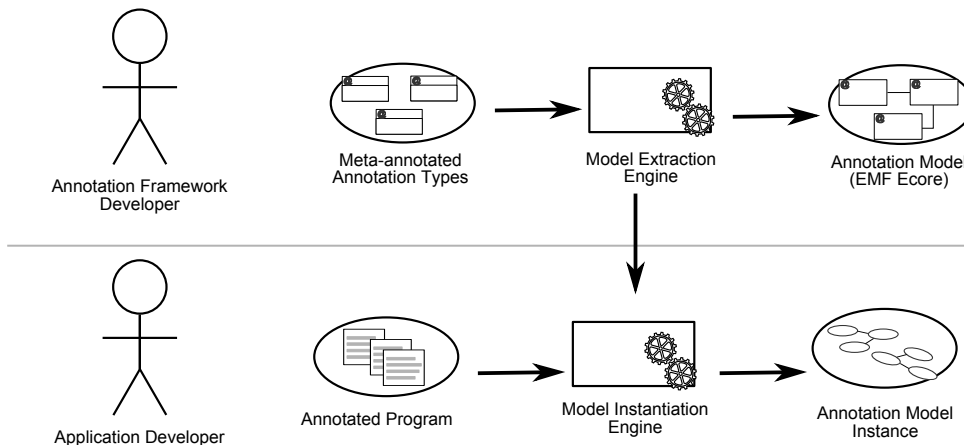 @
@
@
@
@
@
Meta-annotated
Annotation Types
Model Extraction
Engine
Annotation Model
(EMF Ecore)
Annotation Framework
Developer
Annotated Program
Model Instantiation
Engine
Annotation Model
Instance
Application Developer